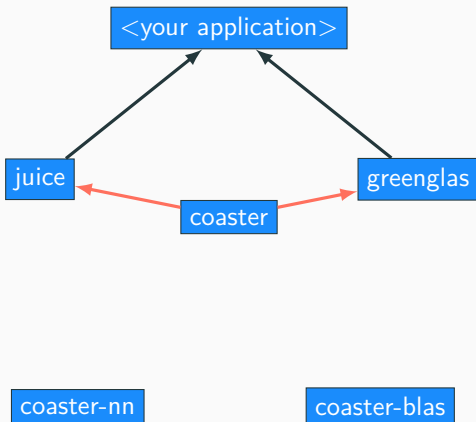 <your application>
juice
greenglas
coaster
coaster-nn
coaster-blas